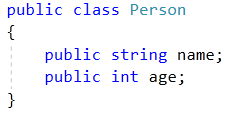 public class Person
{
    public string name;
    public int age;
}